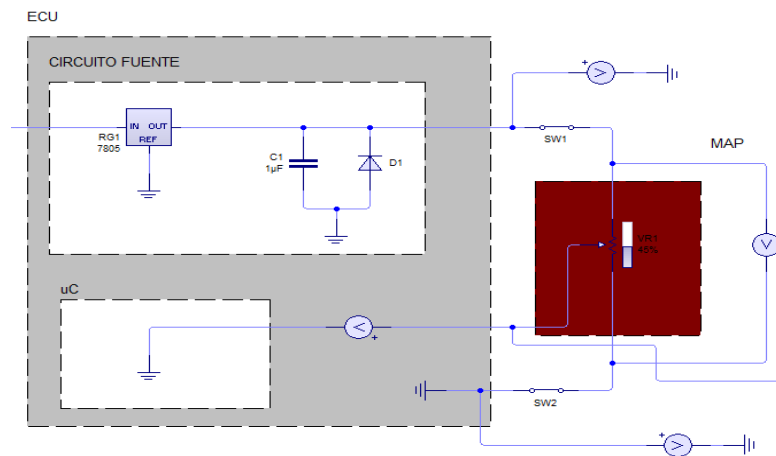 ECU
CIRCUITO FUENTE
IN OUT
REF
RG1
7805
C1
1µF
D1
SW1
MAP
VR1
45%
V
uC
SW2